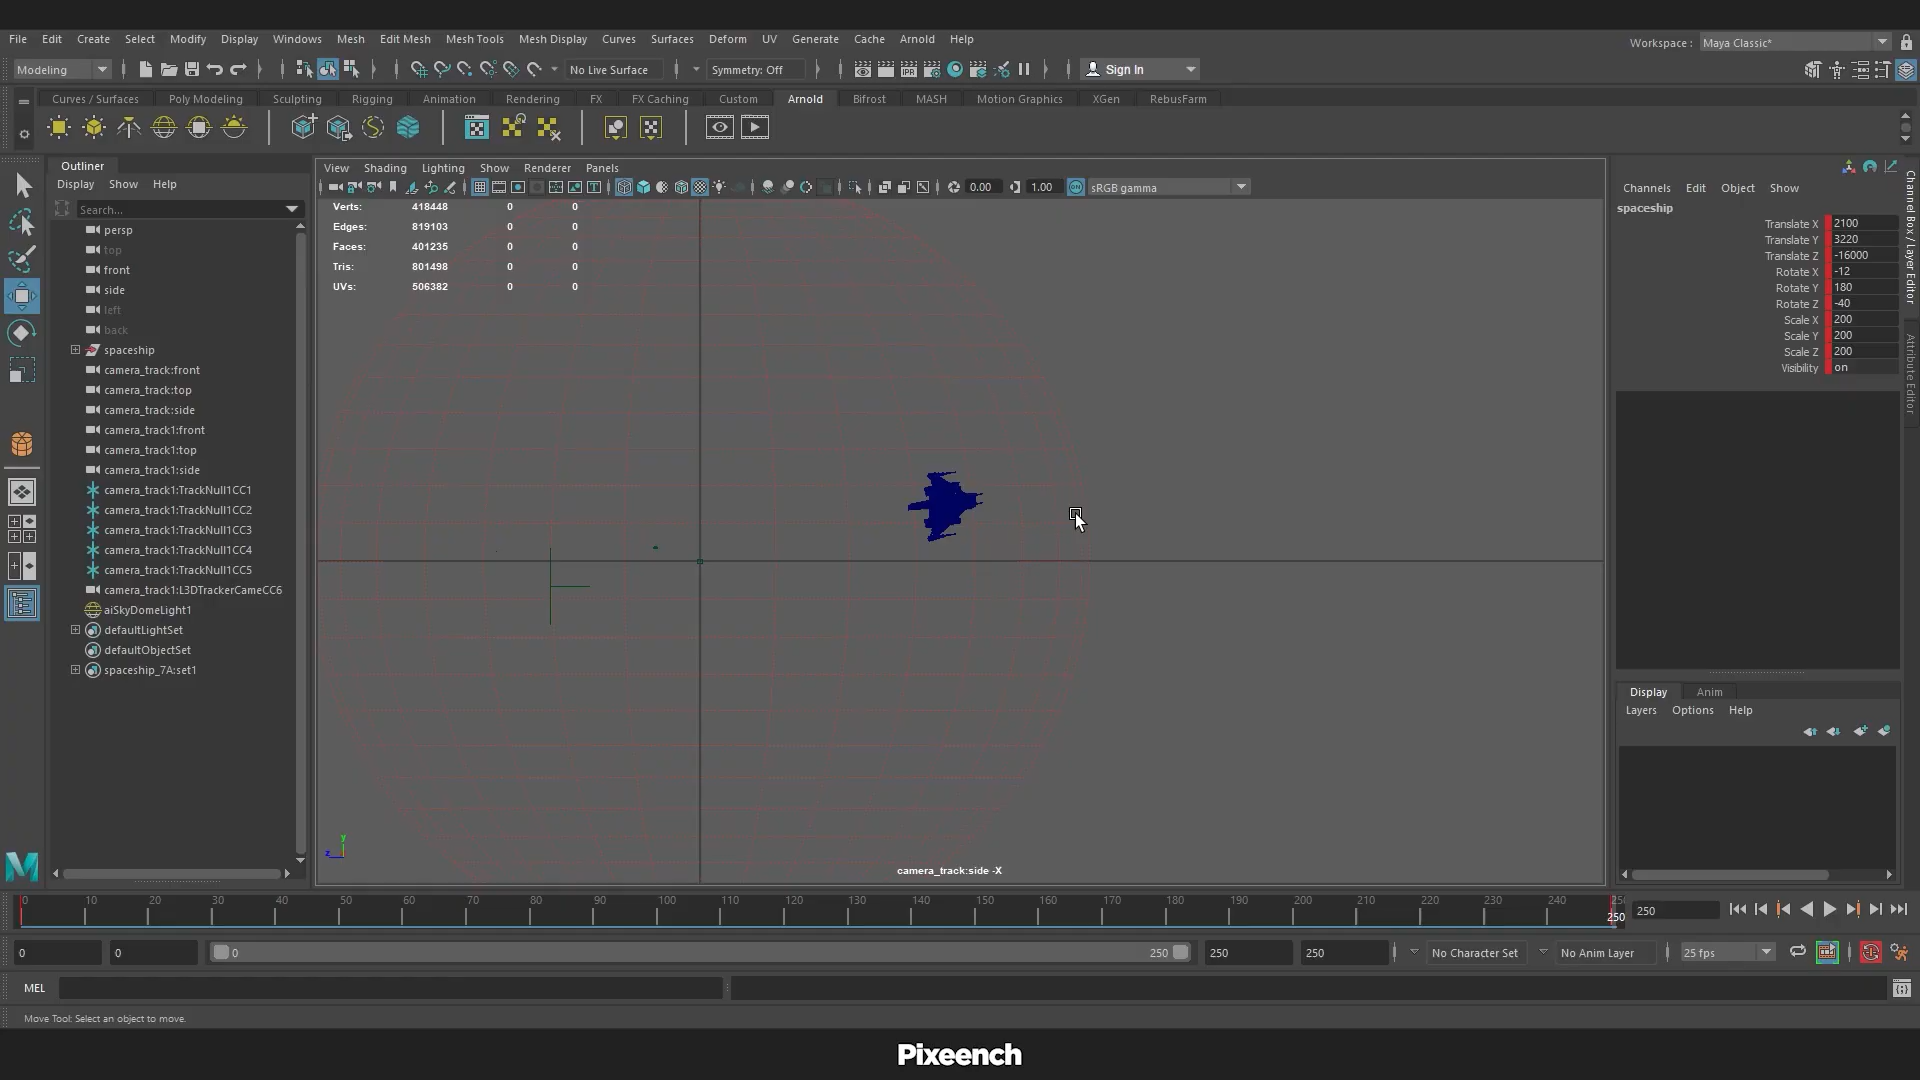 File Edit Create Select Modify Display Windows Mesh Edit Mesh Mesh Tools Mesh Display Curves Surfaces Deform UV Generate Cache Arnold Help
Workspace : Maya Classic*
Modeling No Live Surface Symmetry: Off Sign In
Curves / Surfaces Poly Modeling Sculpting Rigging Animation Rendering FX FX Caching Custom Arnold Bifrost MASH Motion Graphics XGen RebusFarm
Outliner
Display Show Help
Search...
persp
top
front
side
left
back
spaceship
camera_track:front
camera_track:top
camera_track:side
camera_track1:front
camera_track1:top
camera_track1:side
camera_track1:TrackNull1CC1
camera_track1:TrackNull1CC2
camera_track1:TrackNull1CC3
camera_track1:TrackNull1CC4
camera_track1:TrackNull1CC5
camera_track1:L3DTrackerCameCC6
aiSkyDomeLight1
defaultLightSet
defaultObjectSet
spaceship_7A:set1
View Shading Lighting Show Renderer Panels
0.00 1.00 sRGB gamma
Verts: 418448 0 0
Edges: 819103 0 0
Faces: 401235 0 0
Tris: 801498 0 0
UVs: 506382 0 0
y
z
camera_track:side -X
Channels Edit Object Show
spaceship
Translate X 2100
Translate Y 3220
Translate Z -16000
Rotate X -12
Rotate Y 180
Rotate Z -40
Scale X 200
Scale Y 200
Scale Z 200
Visibility on
Channel Box / Layer Editor
Attribute Editor
Display Anim
Layers Options Help
0 10 20 30 40 50 60 70 80 90 100 110 120 130 140 150 160 170 180 190 200 210 220 230 240 250
250
0 0 0 250 250 250 No Character Set No Anim Layer 25 fps
MEL
Move Tool: Select an object to move.
Pixeench